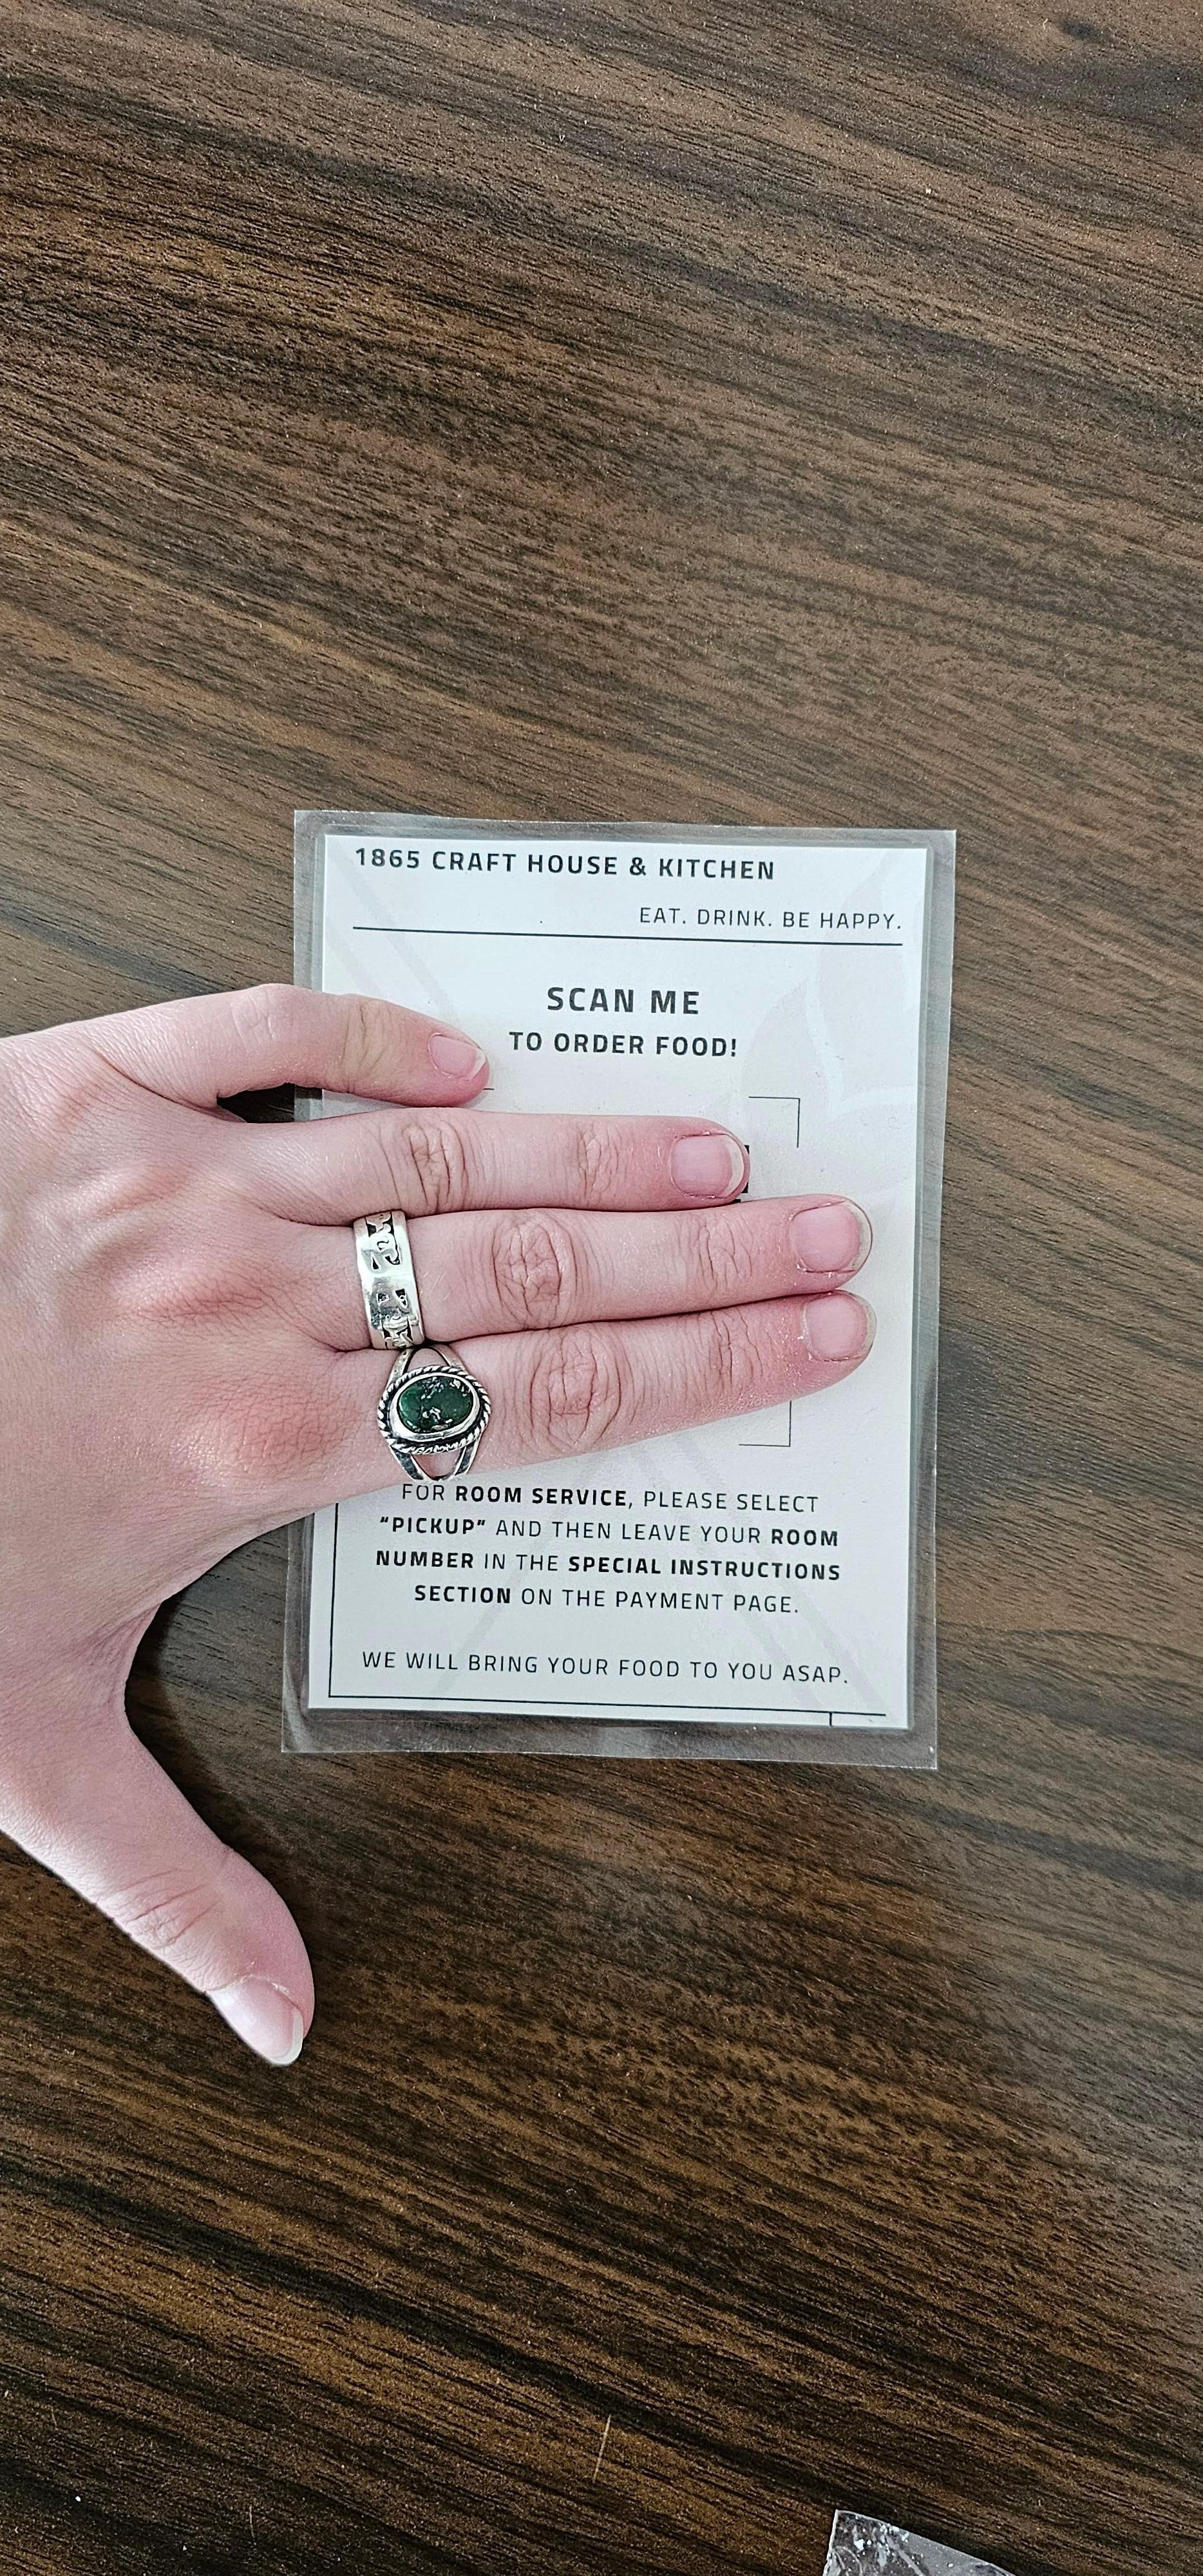 1865 CRAFT HOUSE & KITCHEN
EAT. DRINK. BE HAPPY.
SCAN ME
TO ORDER FOOD!
FOR ROOM SERVICE, PLEASE SELECT
“PICKUP” AND THEN LEAVE YOUR ROOM
NUMBER IN THE SPECIAL INSTRUCTIONS
SECTION ON THE PAYMENT PAGE.
WE WILL BRING YOUR FOOD TO YOU ASAP.